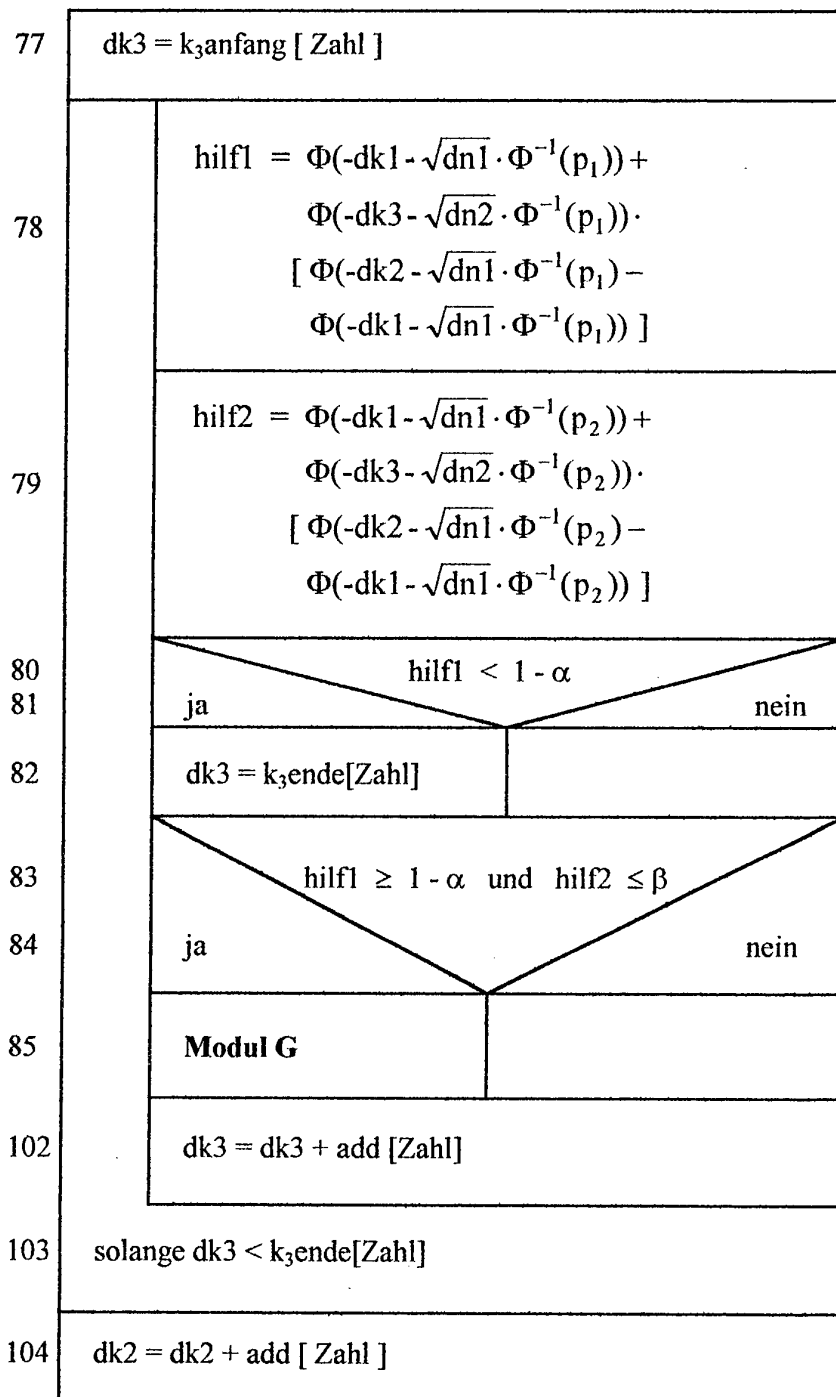 77 dk3 = k₃anfang [ Zahl ]
hilf1 = Φ(-dk1 - √dn1 · Φ⁻¹(p₁)) +
78 Φ(-dk3 - √dn2 · Φ⁻¹(p₁)) ·
[ Φ(-dk2 - √dn1 · Φ⁻¹(p₁) –
Φ(-dk1 - √dn1 · Φ⁻¹(p₁)) ]
hilf2 = Φ(-dk1 - √dn1 · Φ⁻¹(p₂)) +
79 Φ(-dk3 - √dn2 · Φ⁻¹(p₂)) ·
[ Φ(-dk2 - √dn1 · Φ⁻¹(p₂) –
Φ(-dk1 - √dn1 · Φ⁻¹(p₂)) ]
80 hilf1 < 1 - α
81 ja nein
82 dk3 = k₃ende[Zahl]
83 hilf1 ≥ 1 - α und hilf2 ≤ β
84 ja nein
85 Modul G
102 dk3 = dk3 + add [Zahl]
103 solange dk3 < k₃ende[Zahl]
104 dk2 = dk2 + add [ Zahl ]